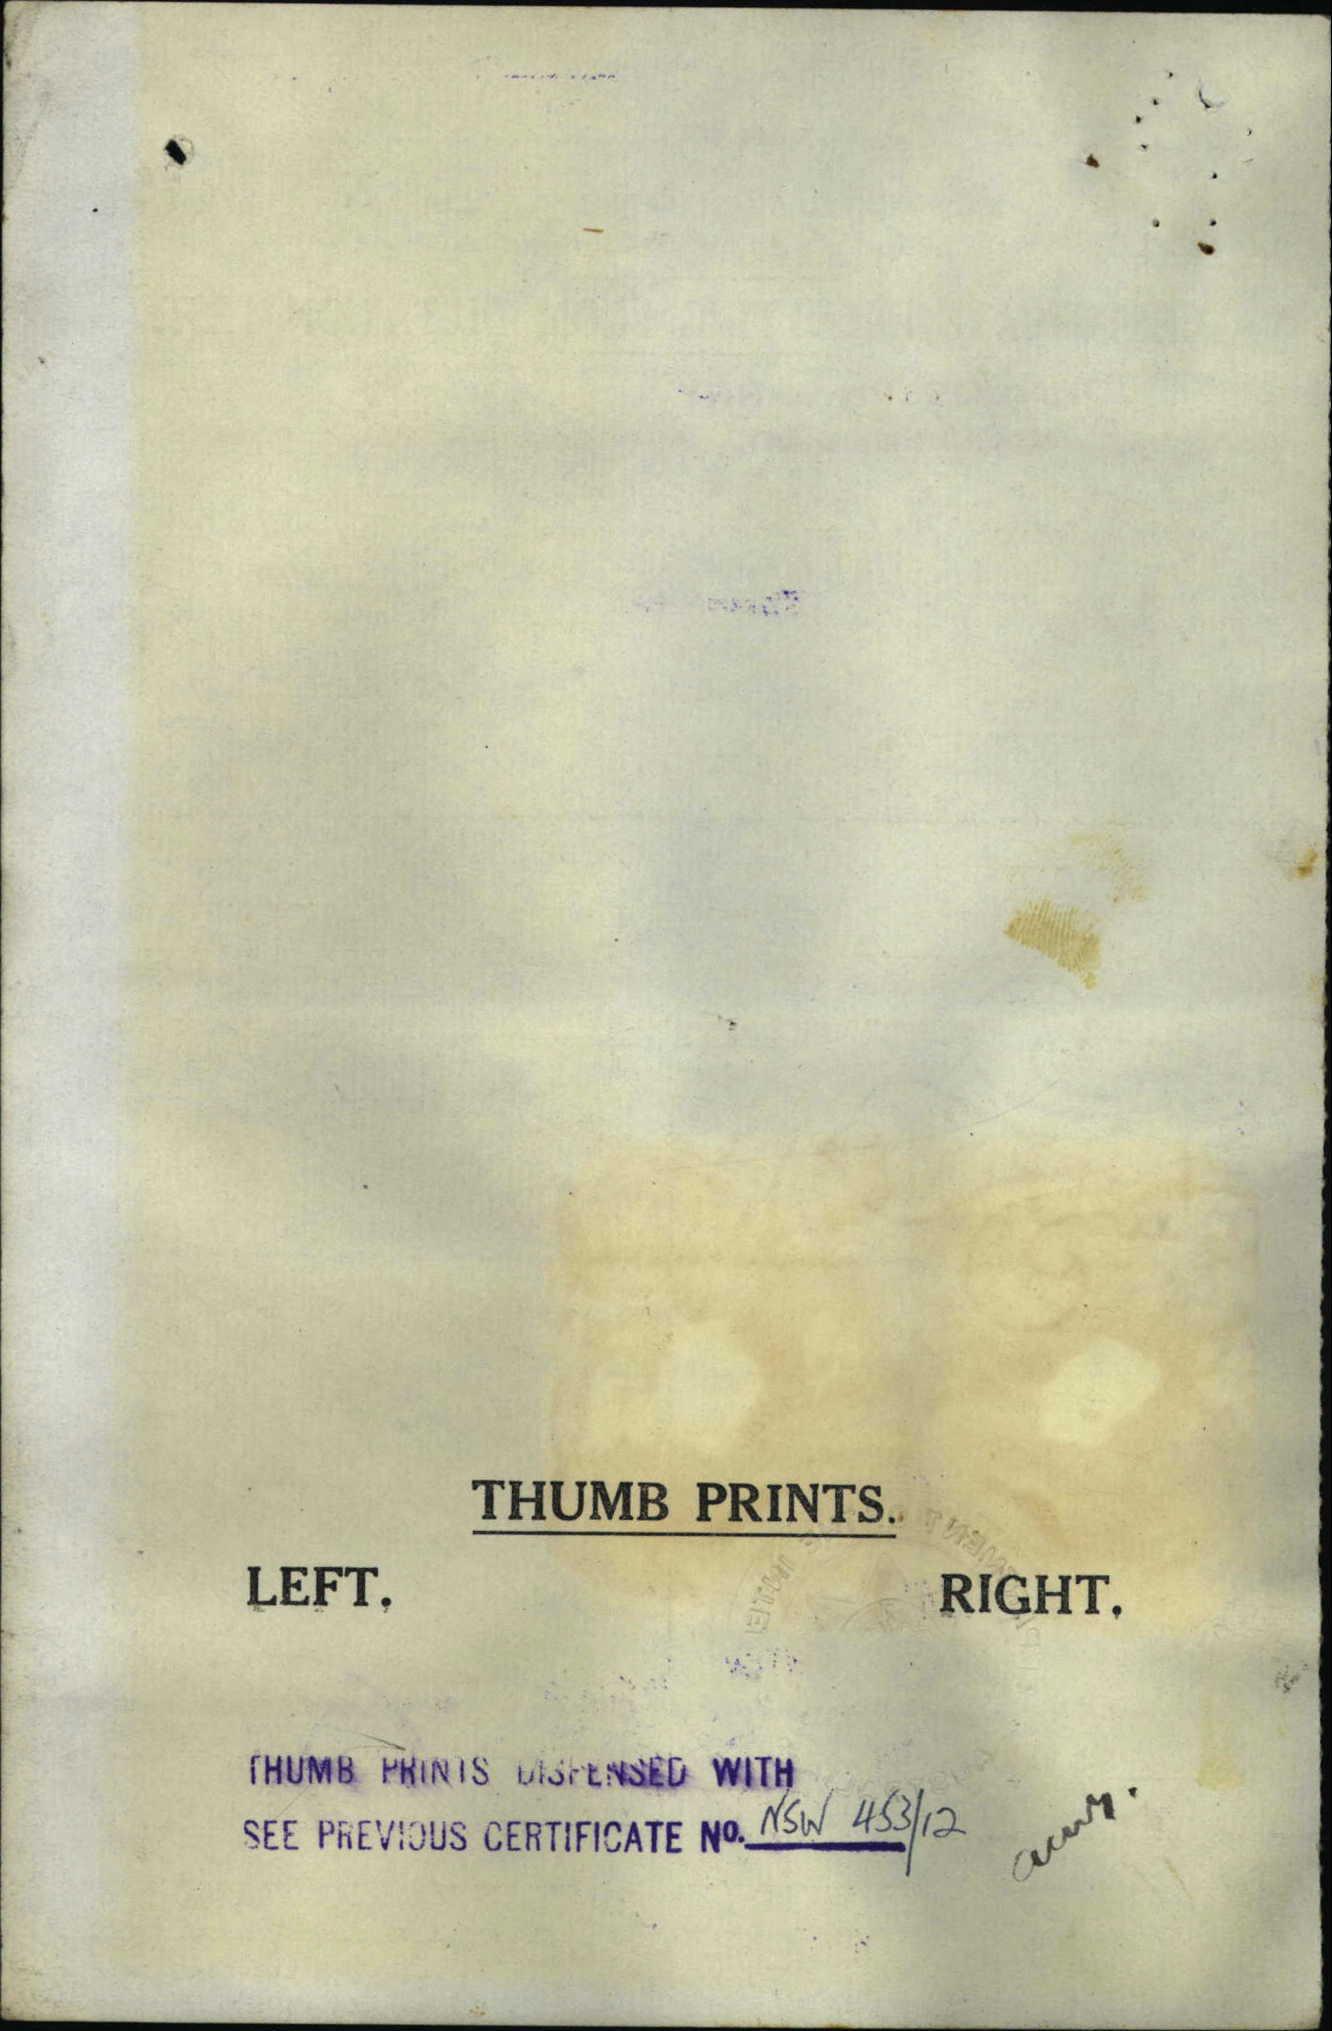 THUMB PRINTS.
LEFT.
RIGHT.
THUMB PRINTS DISPENSED WITH
SEE PREVIOUS CERTIFICATE No. NSW 453/12